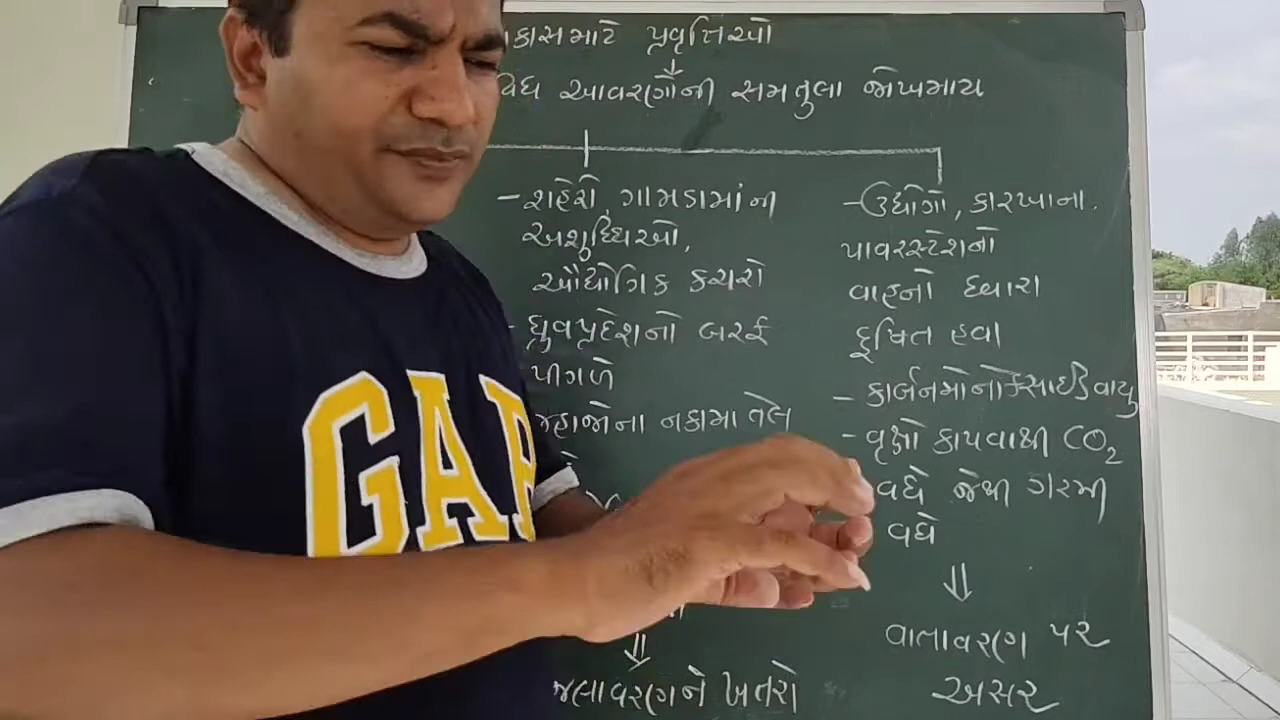 પ્રવૃત્તિઓ
↓
આવરણોની સમતુલા જોખમાય
- શહેરો, ગામડામાંની
અશુધ્ધિઓ,
ઔદ્યોગિક કચરો
- ધ્રુવપ્રદેશનો બરફ
પીગળે
નકામા તેલ
⇓
જલાવરણને ખતરો
- ઉદ્યોગો, કારખાના.
પાવરસ્ટેશનો
વાહનો ધ્વારા
દૂષિત હવા
- કાર્બનમોનોક્સાઈડ વાયુ
- વૃક્ષો કાપવાથી CO₂
વધે જેથી ગરમી
વધે
⇓
વાતાવરણ પર
અસર
GAP